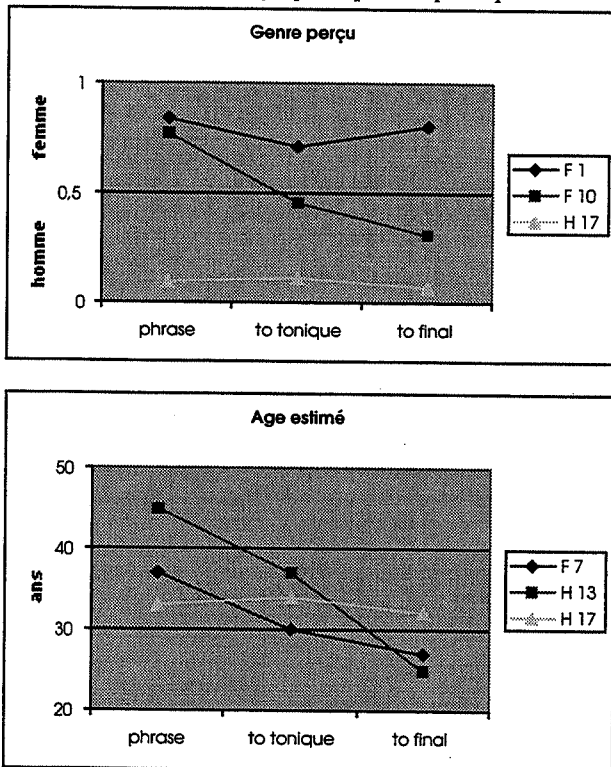 Genre perçu
1
femme
0,5
homme
0
phrase
to tonique
to final
F 1
F 10
H 17
Age estimé
50
40
ans
30
20
phrase
to tonique
to final
F 7
H 13
H 17